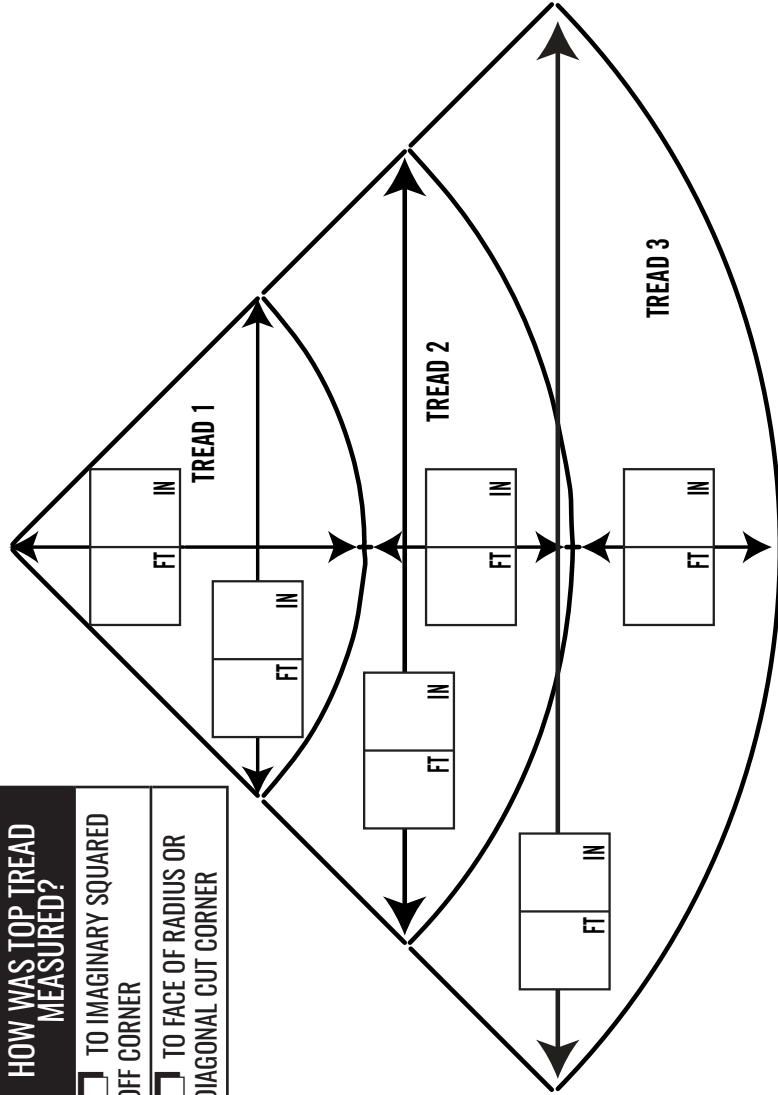 HOW WAS TOP TREAD
MEASURED?
TO IMAGINARY SQUARED
OFF CORNER
TO FACE OF RADIUS OR
DIAGONAL CUT CORNER
FT IN
TREAD 1
FT IN
FT IN
TREAD 2
FT IN
FT IN
FT IN
TREAD 3